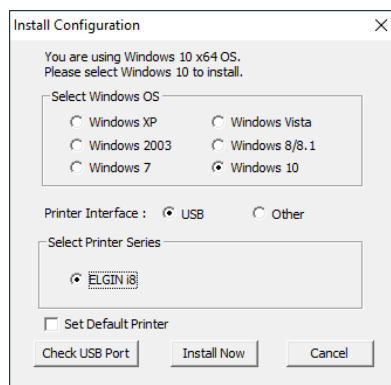 Install Configuration
You are using Windows 10 x64 OS.
Please select Windows 10 to install.
Select Windows OS
Windows XP Windows Vista
Windows 2003 Windows 8/8.1
Windows 7 Windows 10
Printer Interface : USB Other
Select Printer Series
ELGIN i8
Set Default Printer
Check USB Port Install Now Cancel